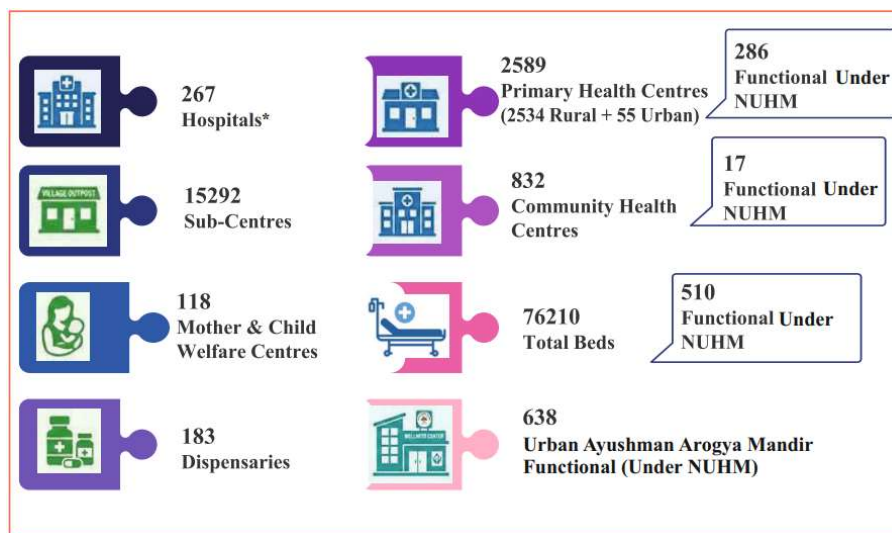 267
Hospitals*
2589
Primary Health Centres
(2534 Rural + 55 Urban)
286
Functional Under
NUHM
VILLAGE OUTPOST
15292
Sub-Centres
832
Community Health
Centres
17
Functional Under
NUHM
118
Mother & Child
Welfare Centres
76210
Total Beds
510
Functional Under
NUHM
183
Dispensaries
638
Urban Ayushman Arogya Mandir
Functional (Under NUHM)